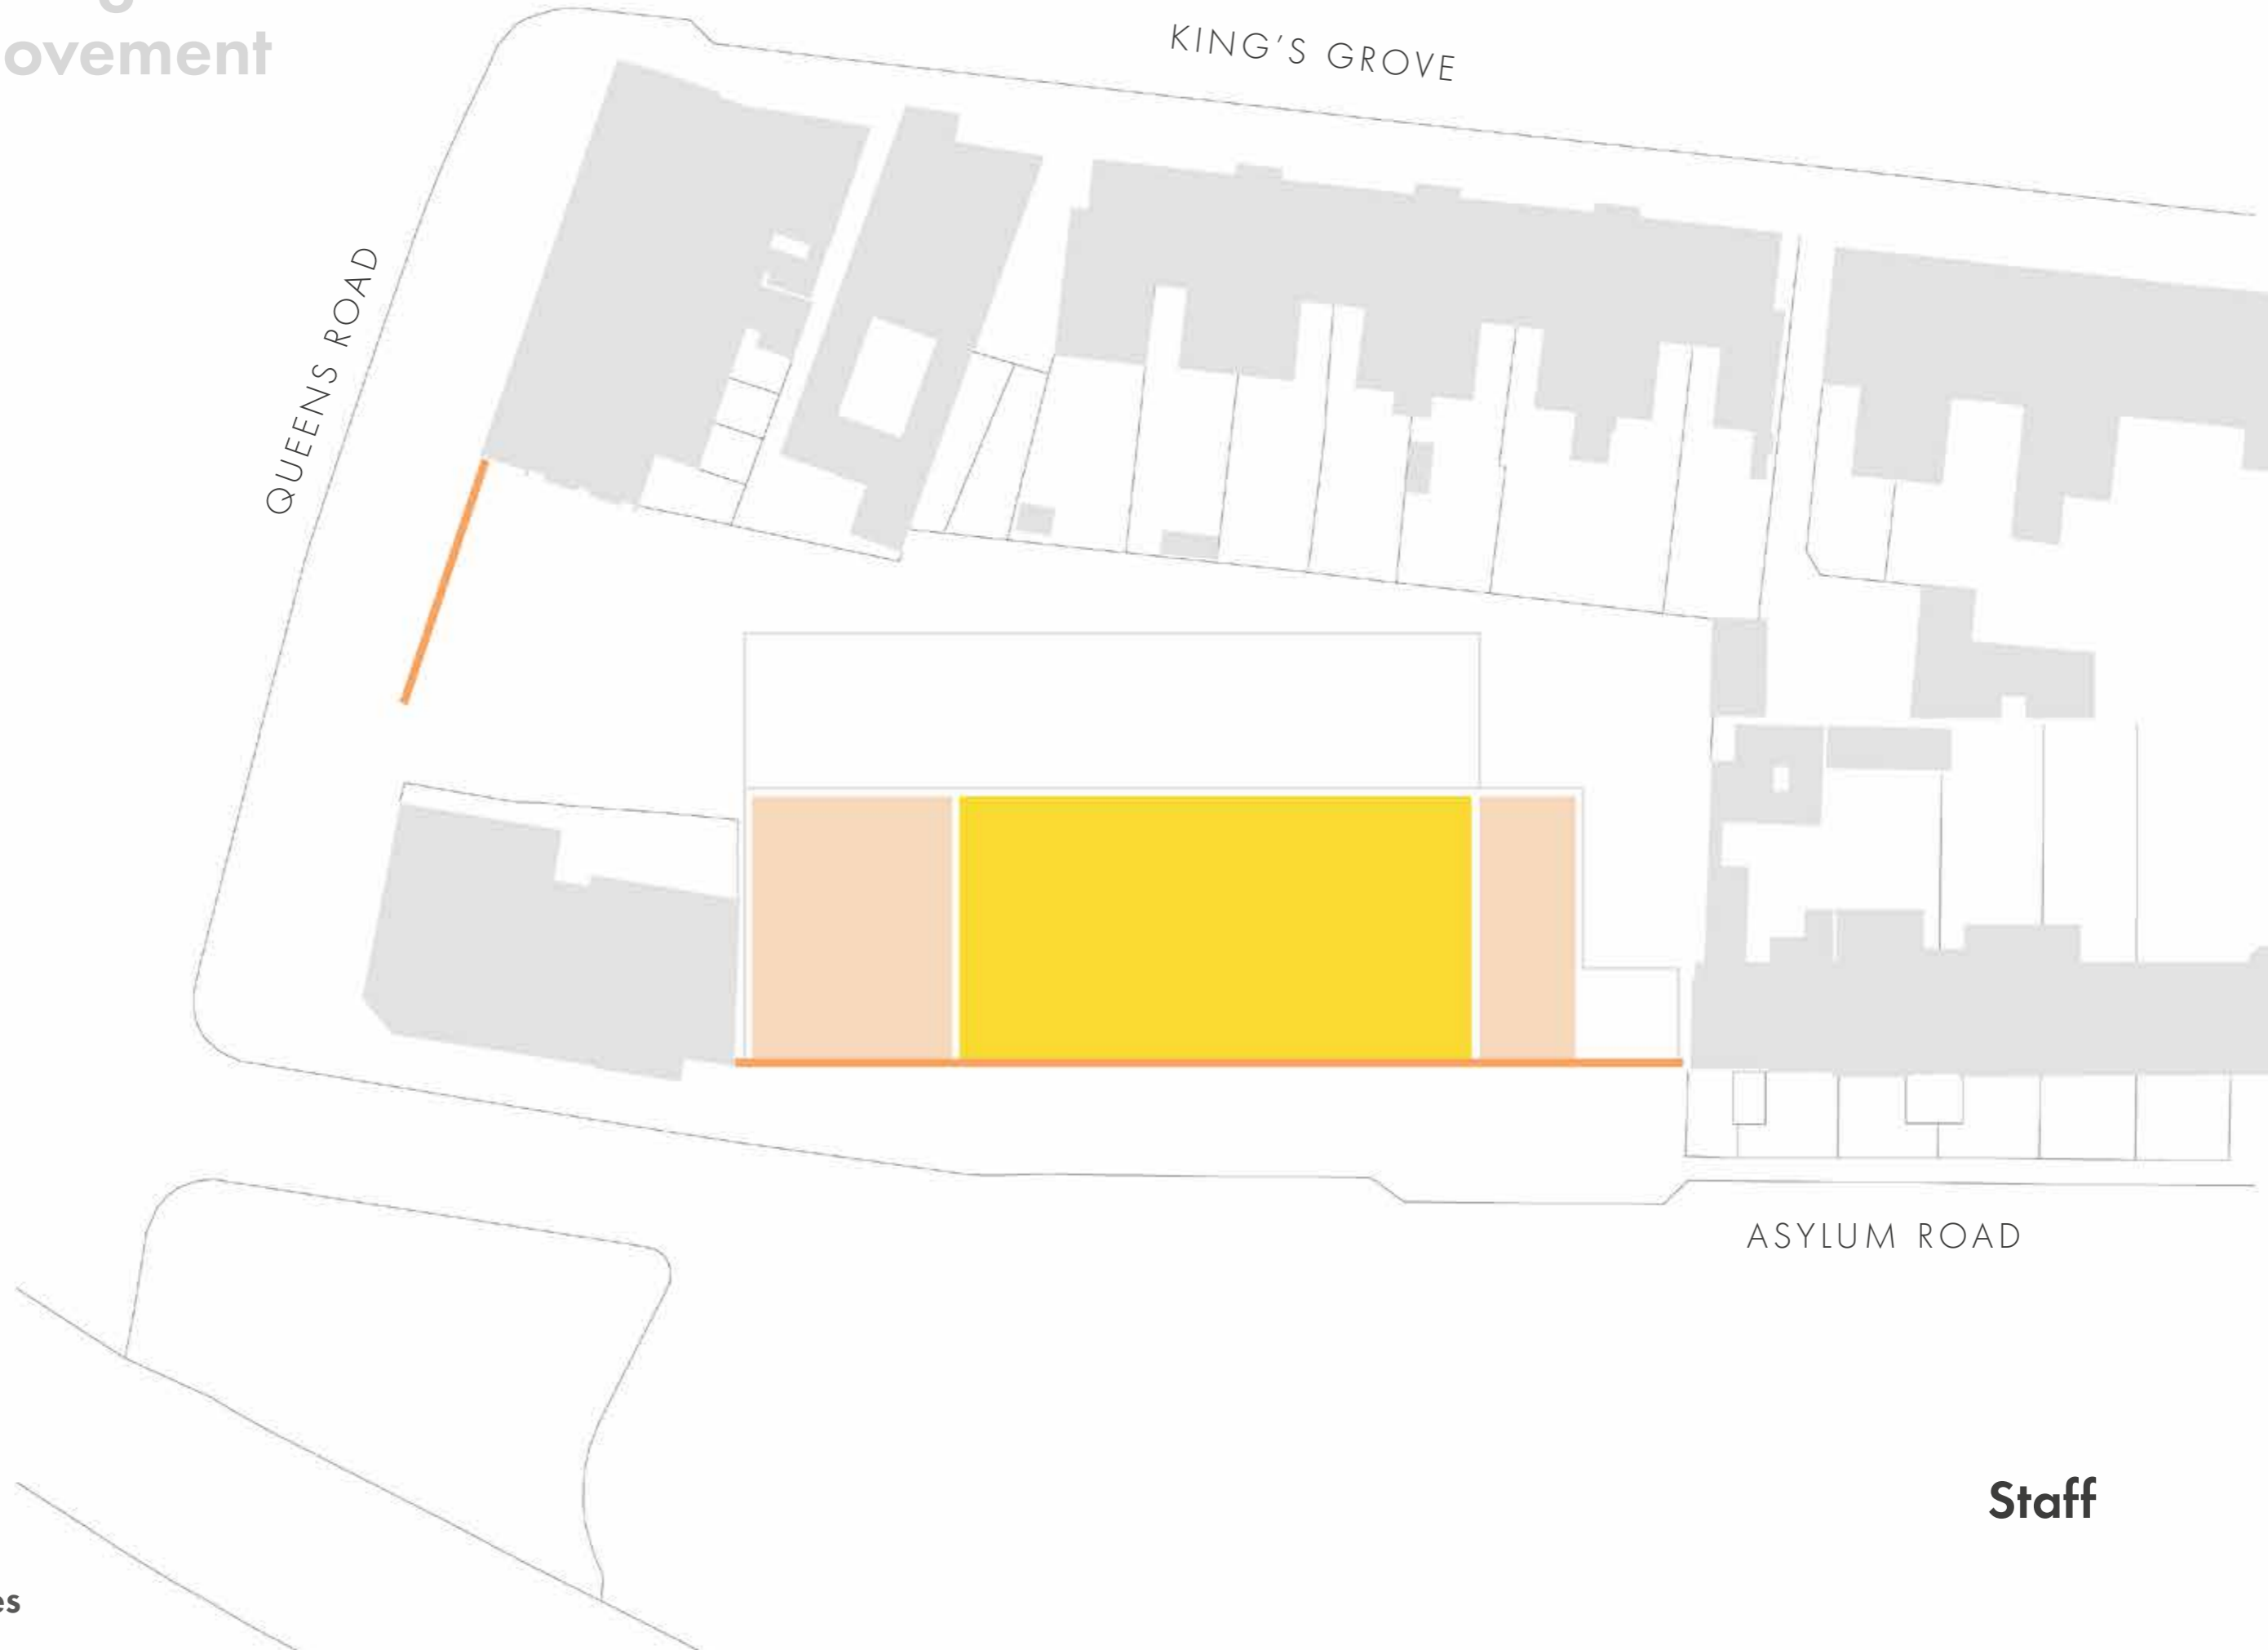 ovement
KING'S GROVE
QUEENS ROAD
ASYLUM ROAD
Staff
es